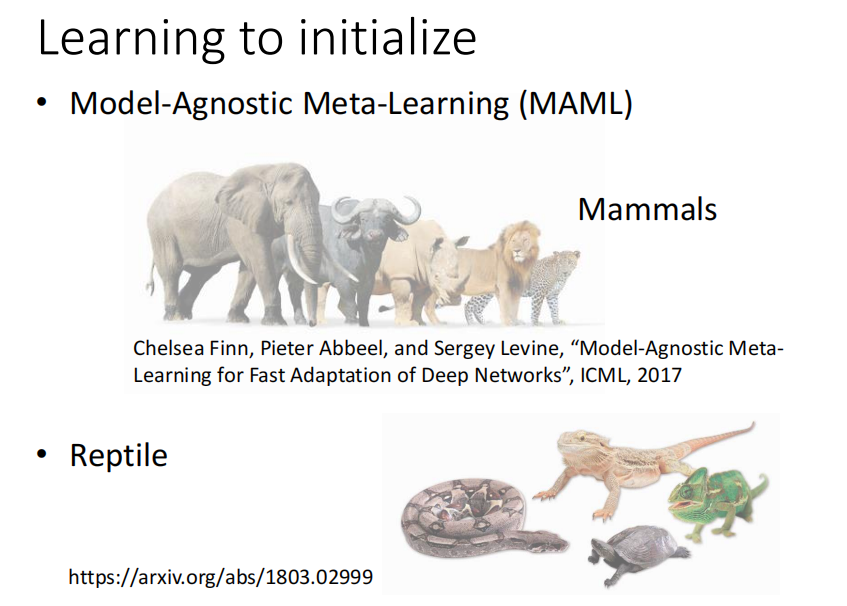 Learning to initialize
• Model-Agnostic Meta-Learning (MAML)
Mammals
Chelsea Finn, Pieter Abbeel, and Sergey Levine, “Model-Agnostic Meta-
Learning for Fast Adaptation of Deep Networks”, ICML, 2017
• Reptile
https://arxiv.org/abs/1803.02999